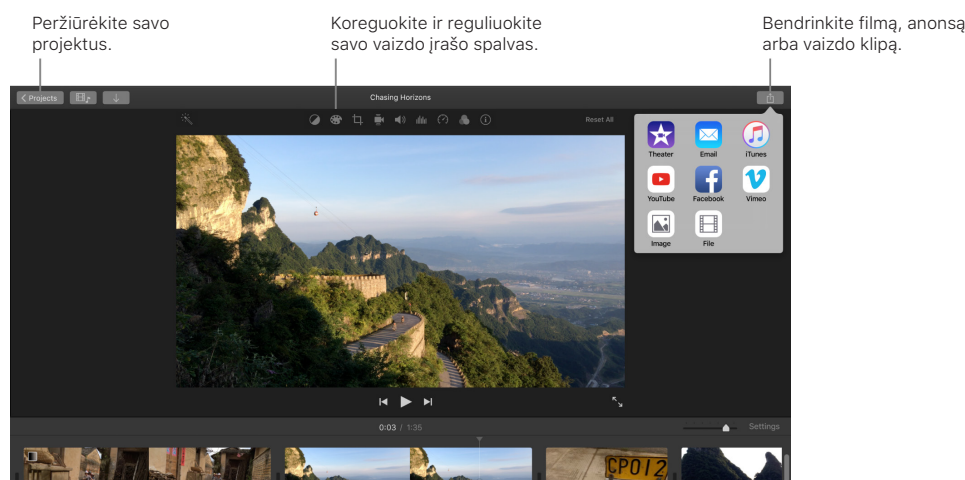 Peržiūrėkite savo
projektus.
Koreguokite ir reguliuokite
savo vaizdo įrašo spalvas.
Bendrinkite filmą, anonsą
arba vaizdo klipą.
Projects
Chasing Horizons
Reset All
Theater
Email
iTunes
YouTube
Facebook
Vimeo
Image
File
0:03 / 1:35
Settings
CP012